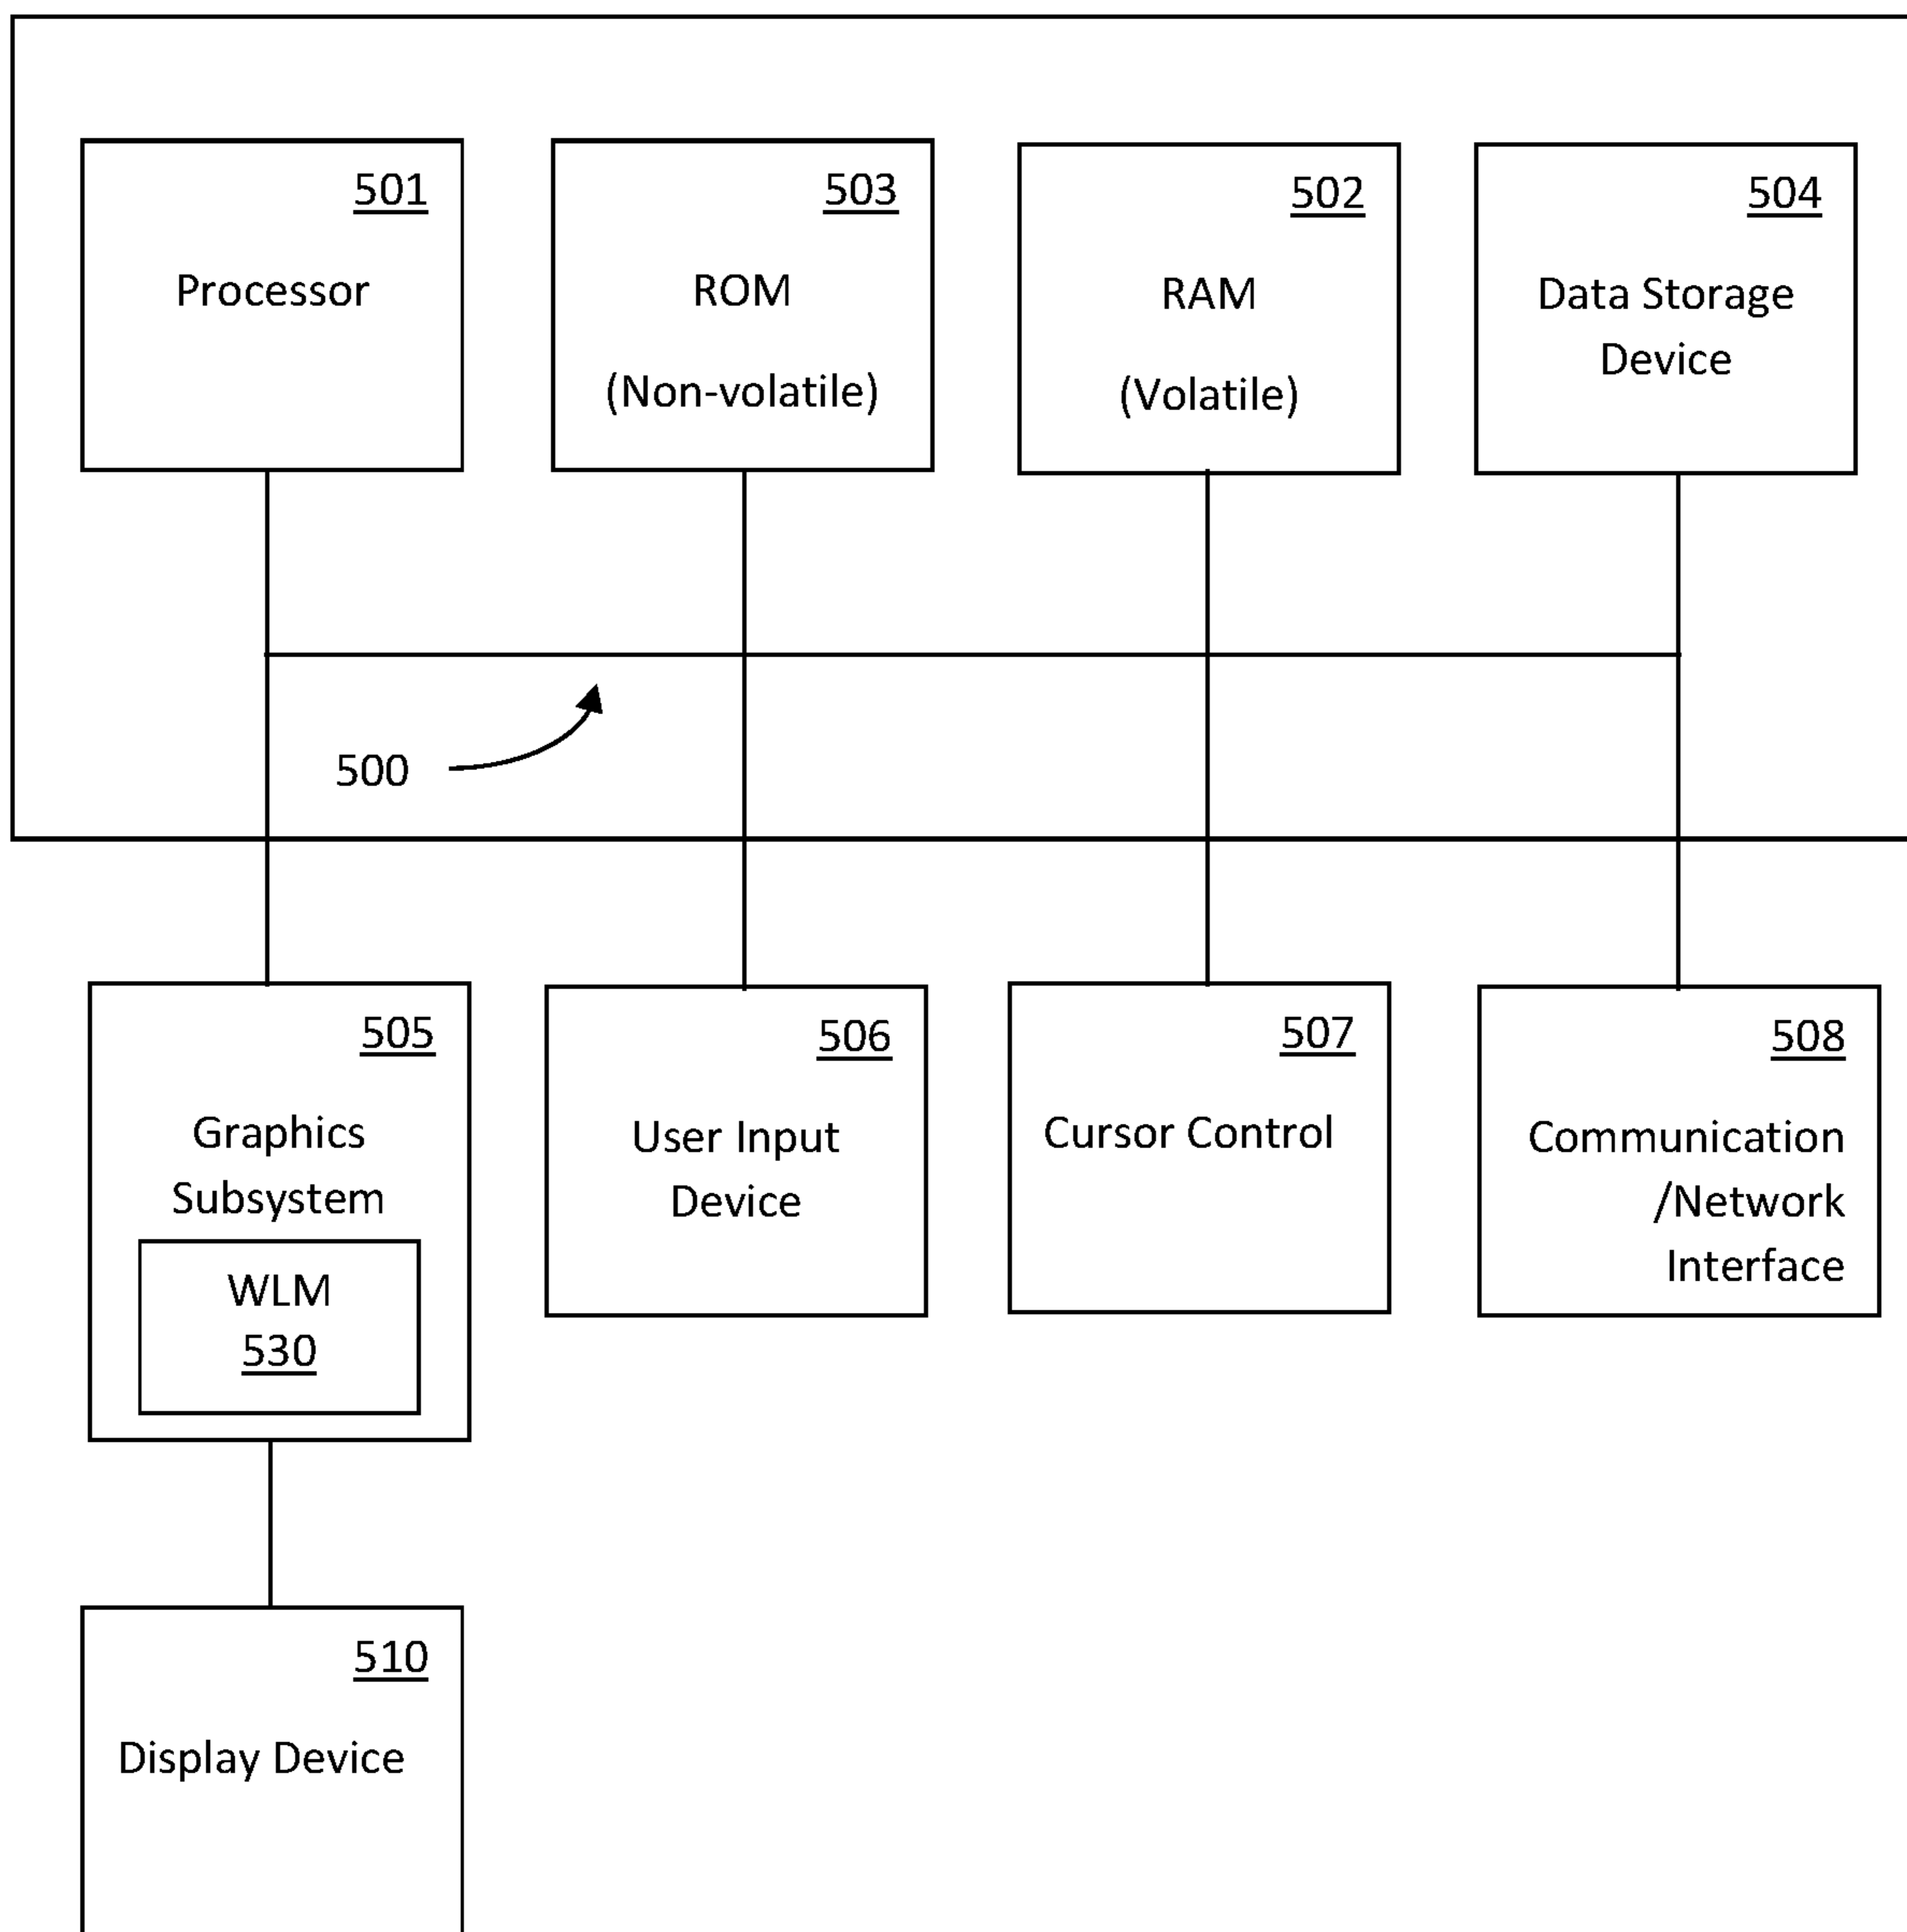 501
Processor
503
ROM
(Non-volatile)
502
RAM
(Volatile)
504
Data Storage
Device
500
505
Graphics
Subsystem
WLM
530
506
User Input
Device
507
Cursor Control
508
Communication
/Network
Interface
510
Display Device